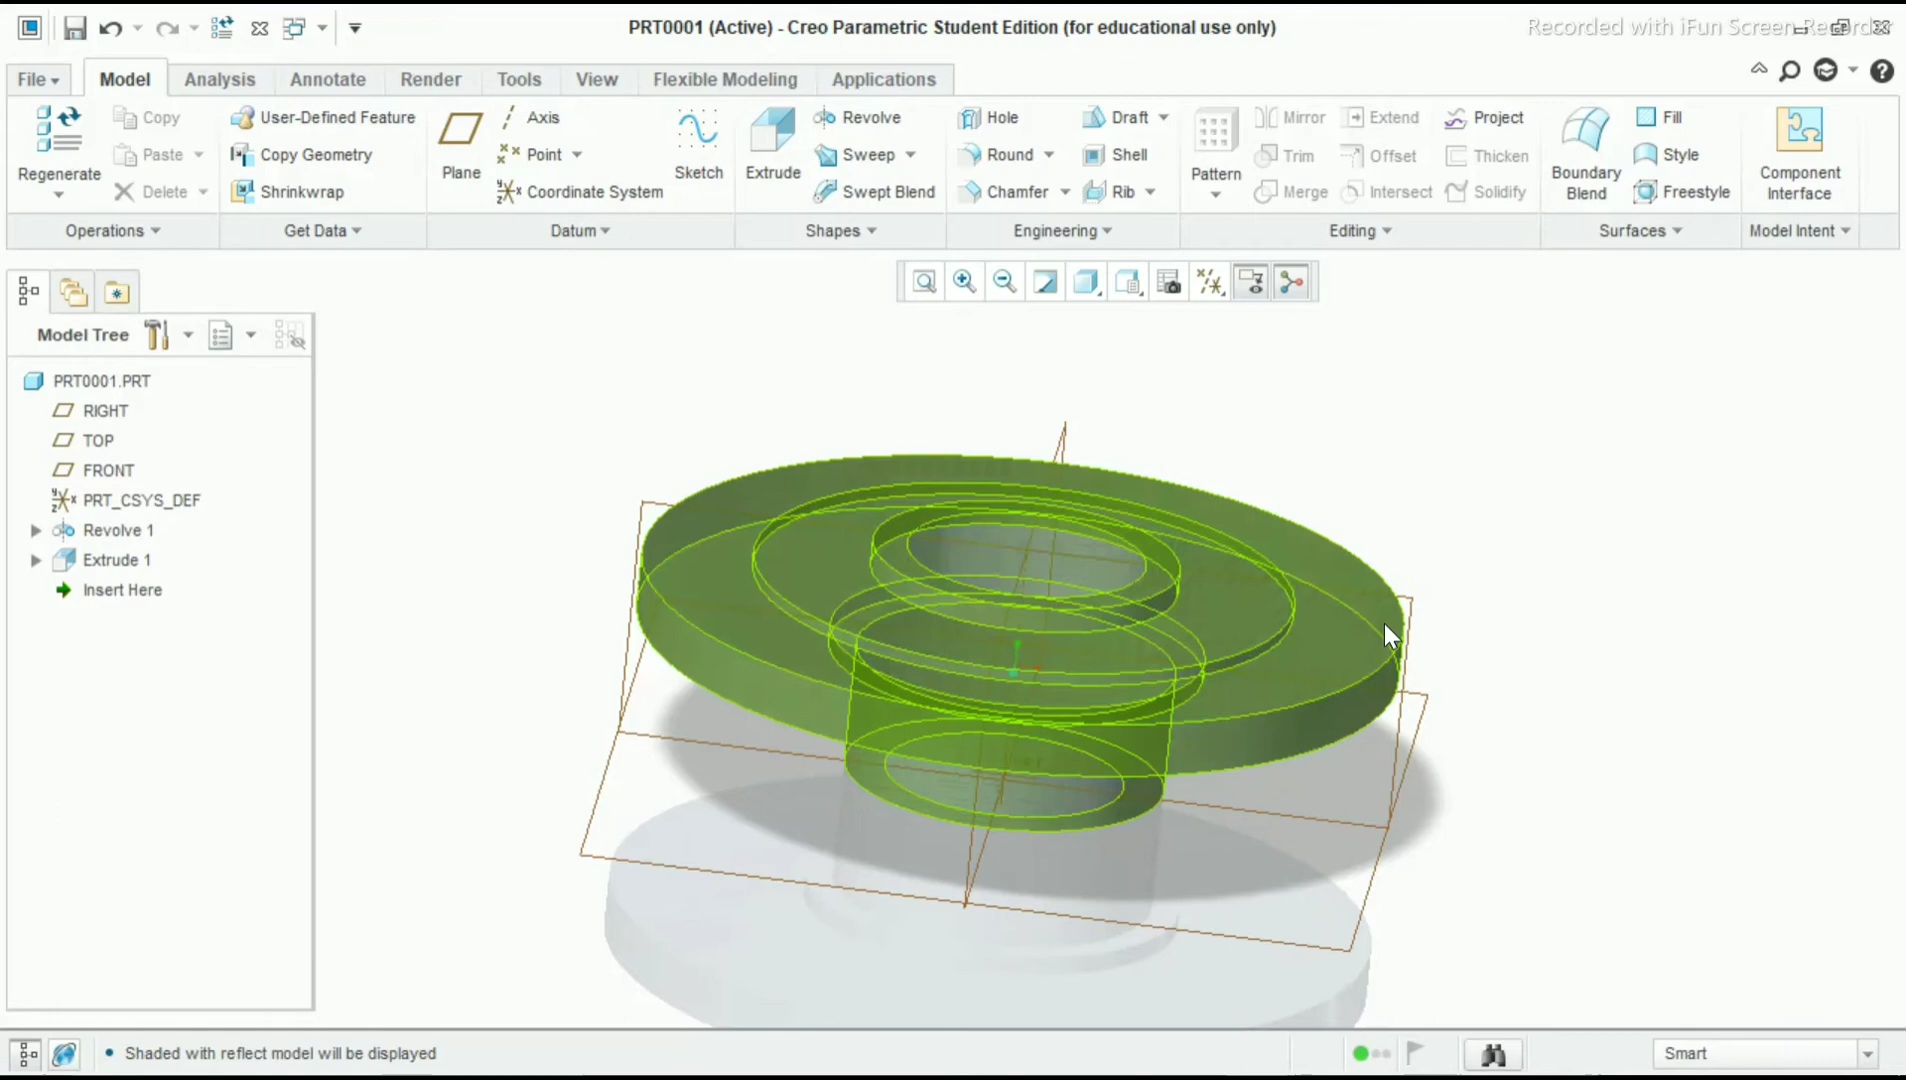 PRT0001 (Active) - Creo Parametric Student Edition (for educational use only)
Recorded with iFun Screen Recorder
File Model Analysis Annotate Render Tools View Flexible Modeling Applications
Regenerate
Copy
Paste
Delete
Operations
User-Defined Feature
Copy Geometry
Shrinkwrap
Get Data
Plane
Axis
Point
Coordinate System
Sketch
Datum
Extrude
Revolve
Sweep
Swept Blend
Shapes
Hole
Round
Chamfer
Draft
Shell
Rib
Engineering
Pattern
Mirror
Trim
Merge
Extend
Offset
Intersect
Project
Thicken
Solidify
Editing
Boundary
Blend
Fill
Style
Freestyle
Surfaces
Component
Interface
Model Intent
Model Tree
PRT0001.PRT
RIGHT
TOP
FRONT
PRT_CSYS_DEF
Revolve 1
Extrude 1
Insert Here
Shaded with reflect model will be displayed
Smart